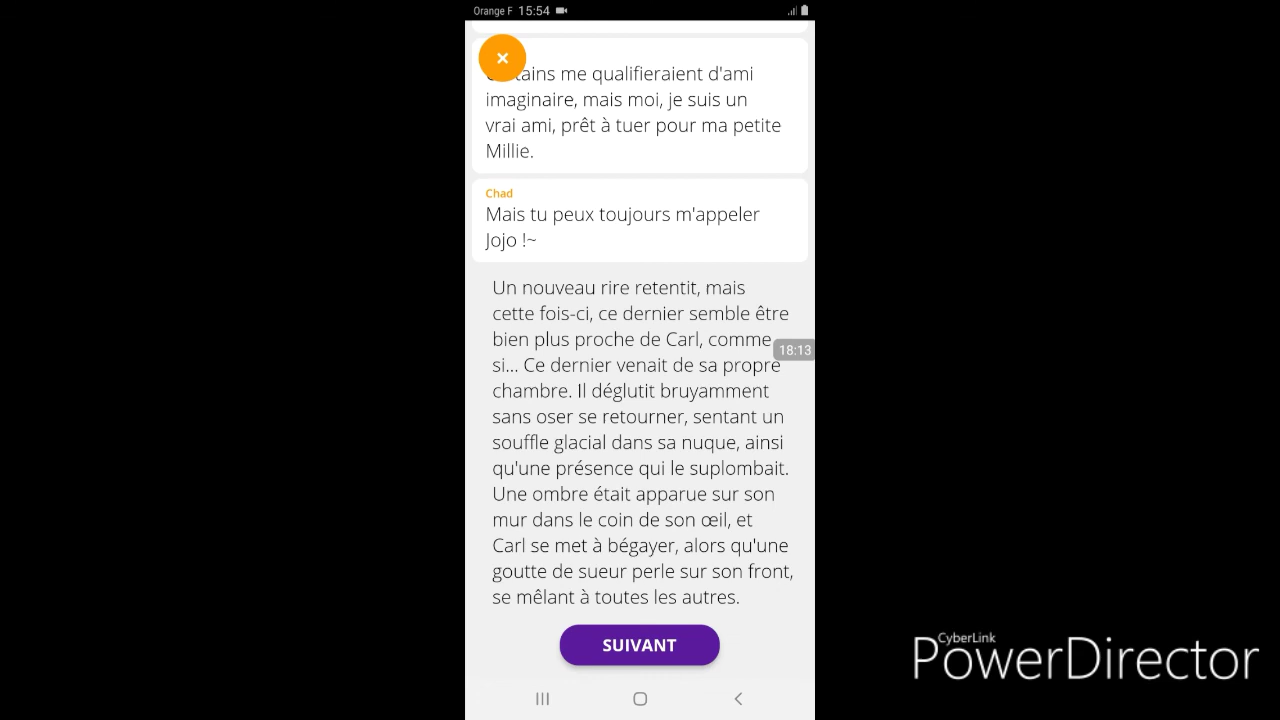 Orange F 15:54
tains me qualifieraient d'ami
imaginaire, mais moi, je suis un
vrai ami, prêt à tuer pour ma petite
Millie.
Chad
Mais tu peux toujours m'appeler
Jojo !~
Un nouveau rire retentit, mais
cette fois-ci, ce dernier semble être
bien plus proche de Carl, comme
si... Ce dernier venait de sa propre
18:13
chambre. Il déglutit bruyamment
sans oser se retourner, sentant un
souffle glacial dans sa nuque, ainsi
qu'une présence qui le suplombait.
Une ombre était apparue sur son
mur dans le coin de son œil, et
Carl se met à bégayer, alors qu'une
goutte de sueur perle sur son front,
se mêlant à toutes les autres.
SUIVANT
CyberLink
PowerDirector